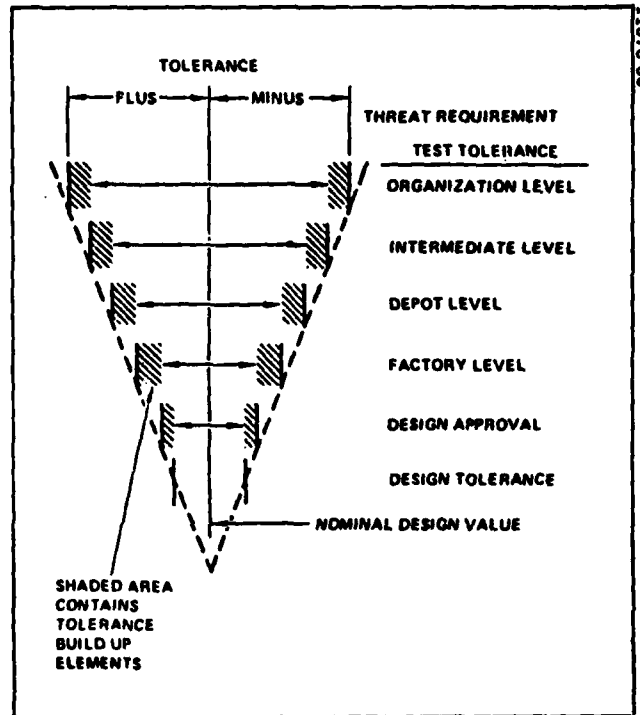 TOLERANCE
PLUS
MINUS
THREAT REQUIREMENT
TEST TOLERANCE
ORGANIZATION LEVEL
INTERMEDIATE LEVEL
DEPOT LEVEL
FACTORY LEVEL
DESIGN APPROVAL
DESIGN TOLERANCE
NOMINAL DESIGN VALUE
SHADED AREA
CONTAINS
TOLERANCE
BUILD UP
ELEMENTS